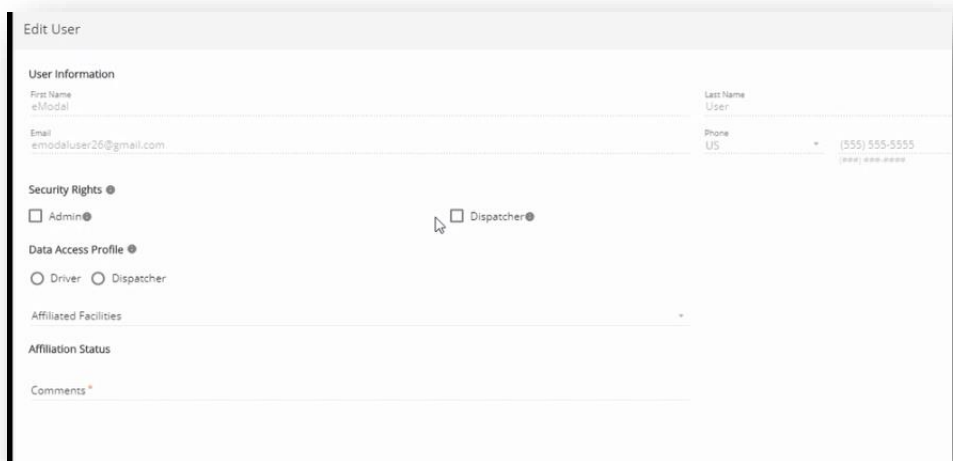 Edit User
User Information
First Name
eModal
Last Name
User
Email
emodaluser26@gmail.com
Phone
US
(555) 555-5555
(###) ###-####
Security Rights
Admin
Dispatcher
Data Access Profile
Driver
Dispatcher
Affiliated Facilities
Affiliation Status
Comments *